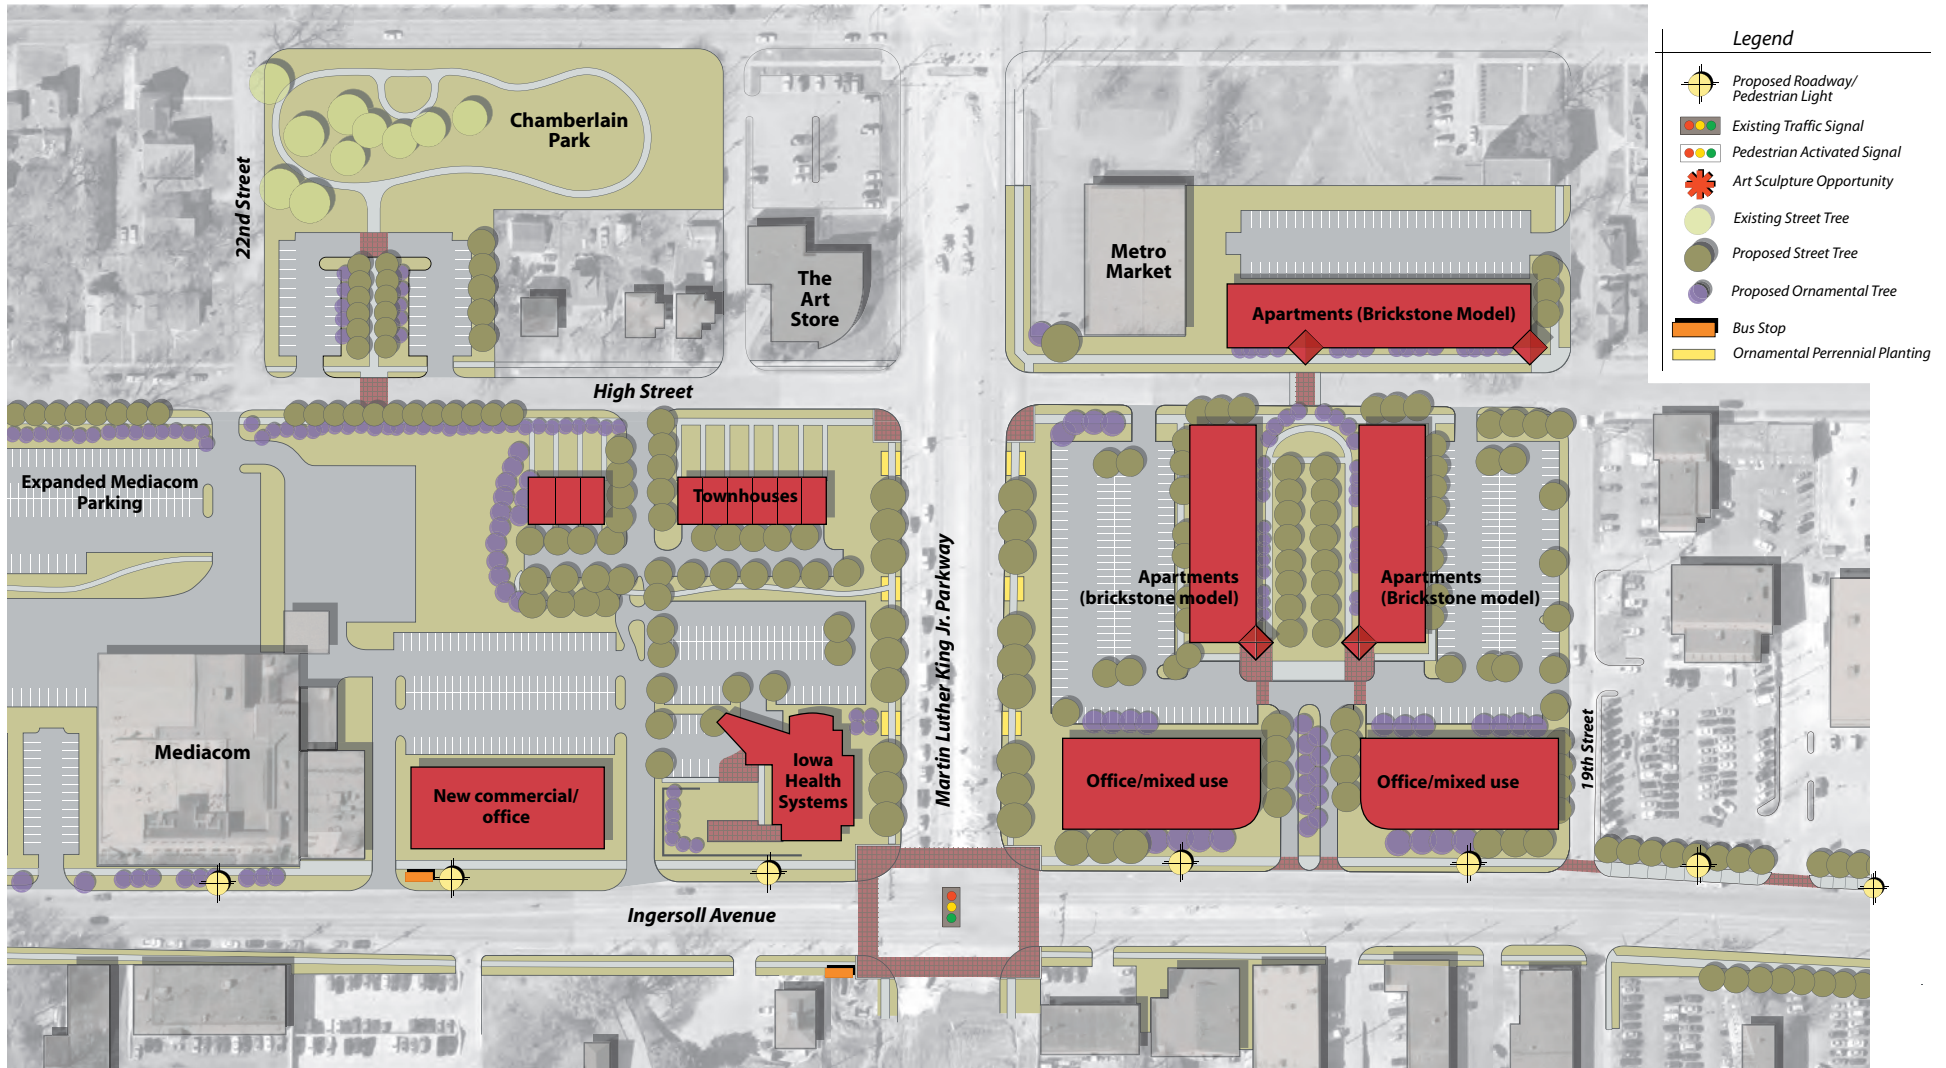 Legend
Proposed Roadway/
Pedestrian Light
Existing Traffic Signal
Pedestrian Activated Signal
Art Sculpture Opportunity
Existing Street Tree
Proposed Street Tree
Proposed Ornamental Tree
Bus Stop
Ornamental Perrennial Planting
Chamberlain
Park
22nd Street
The
Art
Store
Metro
Market
Apartments (Brickstone Model)
High Street
Expanded Mediacom
Parking
Townhouses
Martin Luther King Jr. Parkway
Apartments
(brickstone model)
Apartments
(Brickstone model)
Mediacom
New commercial/
office
Iowa
Health
Systems
Office/mixed use
Office/mixed use
19th Street
Ingersoll Avenue